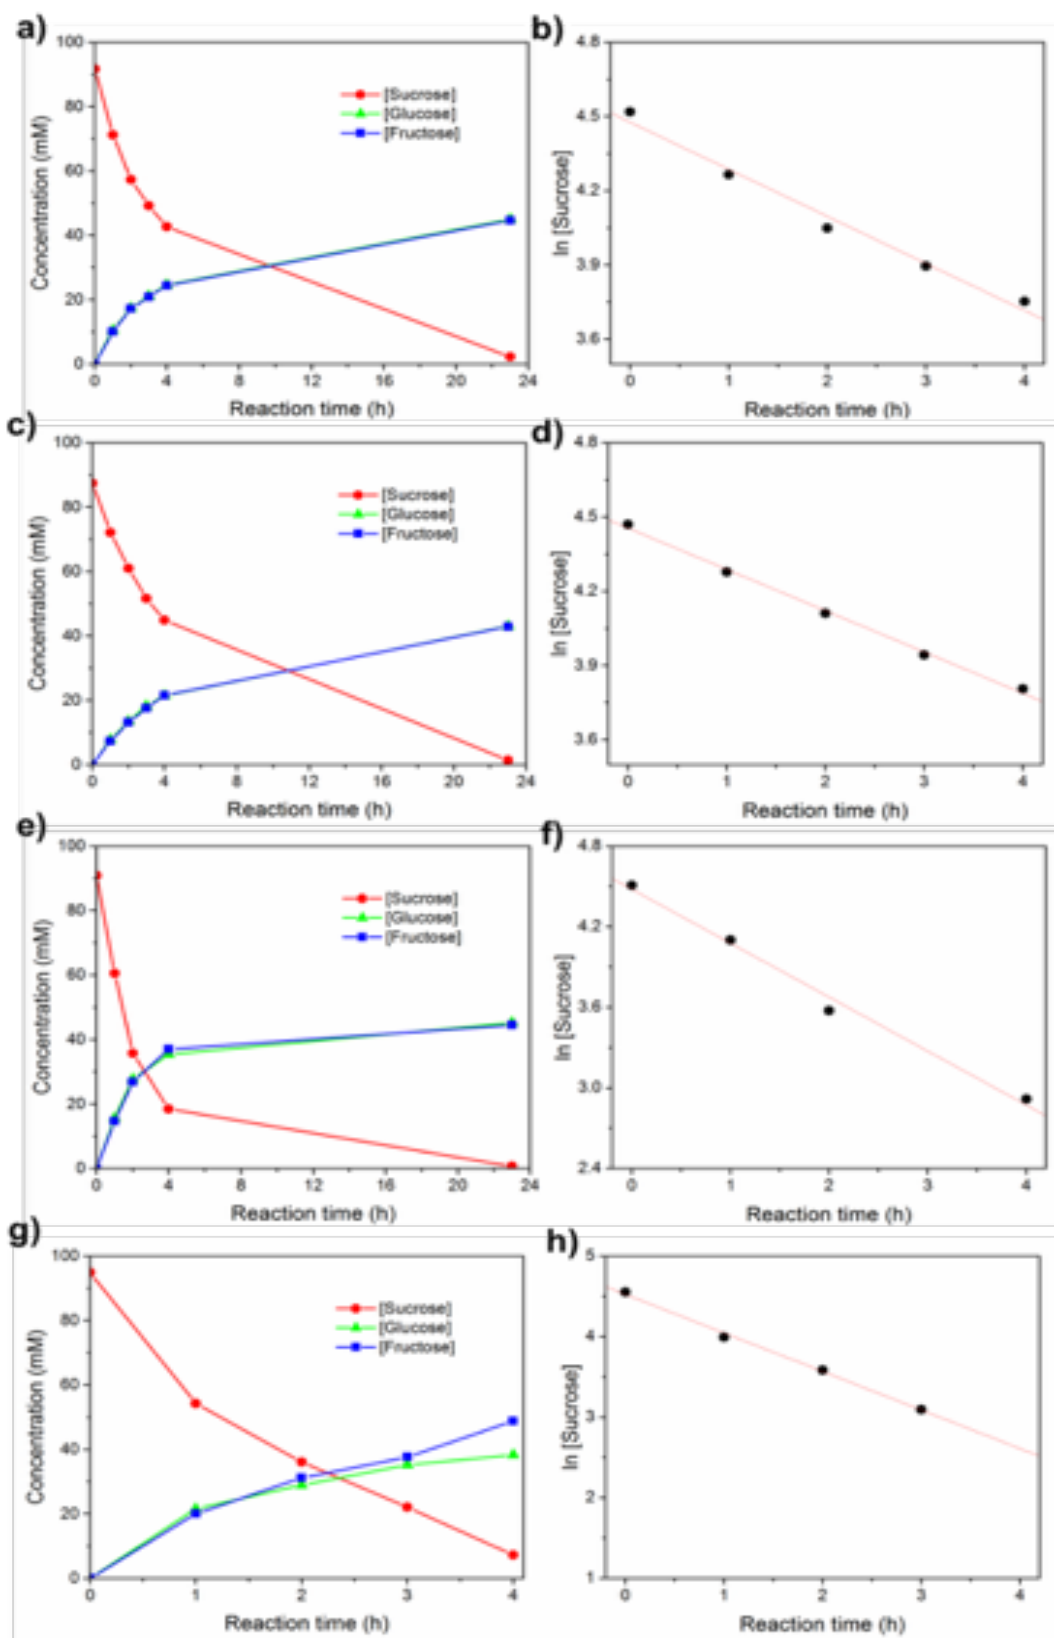 a)
100
80
60
40
20
0
Concentration (mM)
[Sucrose]
[Glucose]
[Fructose]
0 4 8 12 16 20 24
Reaction time (h)
b)
4.8
4.5
4.2
3.9
3.6
ln [Sucrose]
0 1 2 3 4
Reaction time (h)
c)
100
80
60
40
20
0
Concentration (mM)
[Sucrose]
[Glucose]
[Fructose]
0 4 8 12 16 20 24
Reaction time (h)
d)
4.8
4.5
4.2
3.9
3.6
ln [Sucrose]
0 1 2 3 4
Reaction time (h)
e)
100
80
60
40
20
0
Concentration (mM)
[Sucrose]
[Glucose]
[Fructose]
0 4 8 12 16 20 24
Reaction time (h)
f)
4.8
4.2
3.6
3.0
2.4
ln [Sucrose]
0 1 2 3 4
Reaction time (h)
g)
100
80
60
40
20
0
Concentration (mM)
[Sucrose]
[Glucose]
[Fructose]
0 1 2 3 4
Reaction time (h)
h)
5
4
3
2
1
ln [Sucrose]
0 1 2 3 4
Reaction time (h)